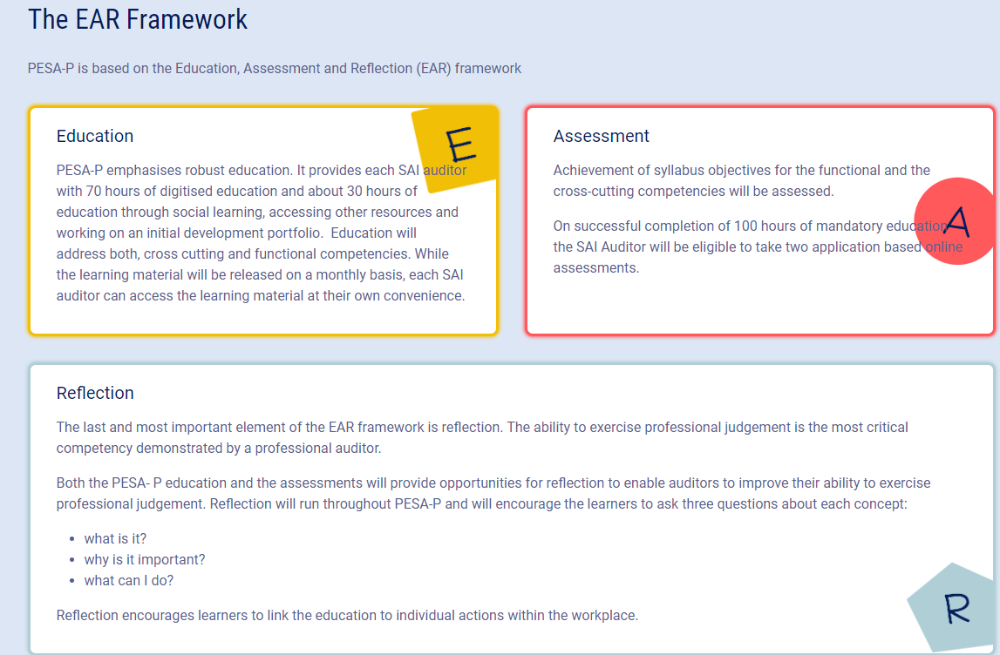 The EAR Framework
PESA-P is based on the Education, Assessment and Reflection (EAR) framework
Education
E
PESA-P emphasises robust education. It provides each SAI auditor
with 70 hours of digitised education and about 30 hours of
education through social learning, accessing other resources and
working on an initial development portfolio.  Education will
address both, cross cutting and functional competencies. While
the learning material will be released on a monthly basis, each SAI
auditor can access the learning material at their own convenience.
Assessment
Achievement of syllabus objectives for the functional and the
cross-cutting competencies will be assessed.
On successful completion of 100 hours of mandatory education
the SAI Auditor will be eligible to take two application based online
assessments.
A
Reflection
The last and most important element of the EAR framework is reflection. The ability to exercise professional judgement is the most critical
competency demonstrated by a professional auditor.
Both the PESA- P education and the assessments will provide opportunities for reflection to enable auditors to improve their ability to exercise
professional judgement. Reflection will run throughout PESA-P and will encourage the learners to ask three questions about each concept:
• what is it?
• why is it important?
• what can I do?
Reflection encourages learners to link the education to individual actions within the workplace.
R